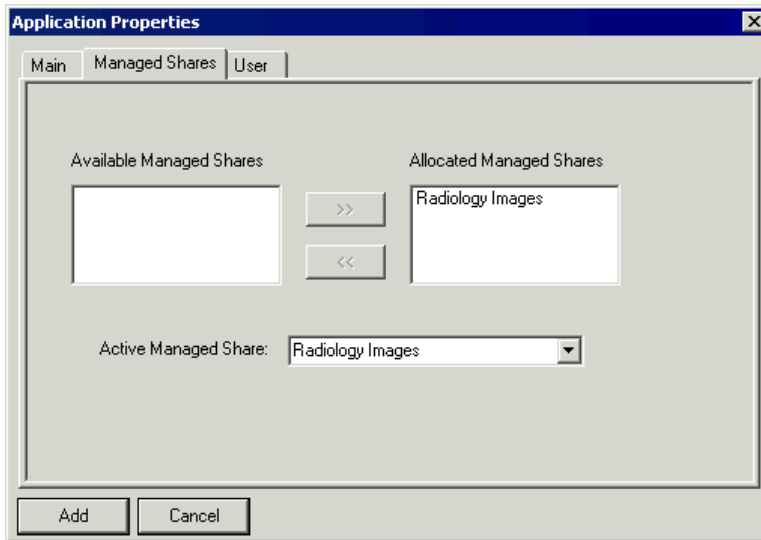 Application Properties
Main Managed Shares User
Available Managed Shares Allocated Managed Shares
Radiology Images
>>
<<
Active Managed Share: Radiology Images
Add Cancel